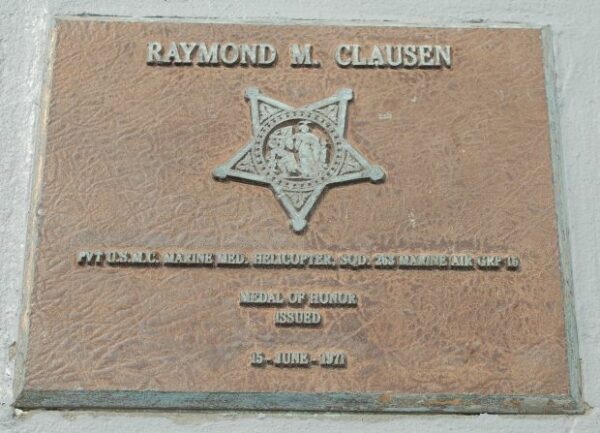 RAYMOND M. CLAUSEN
PVT U.S.M.C. MARINE MED. HELICOPTER, SQD. 263 MARINE AIR GRP 16
MEDAL OF HONOR
ISSUED
15 - JUNE - 1971